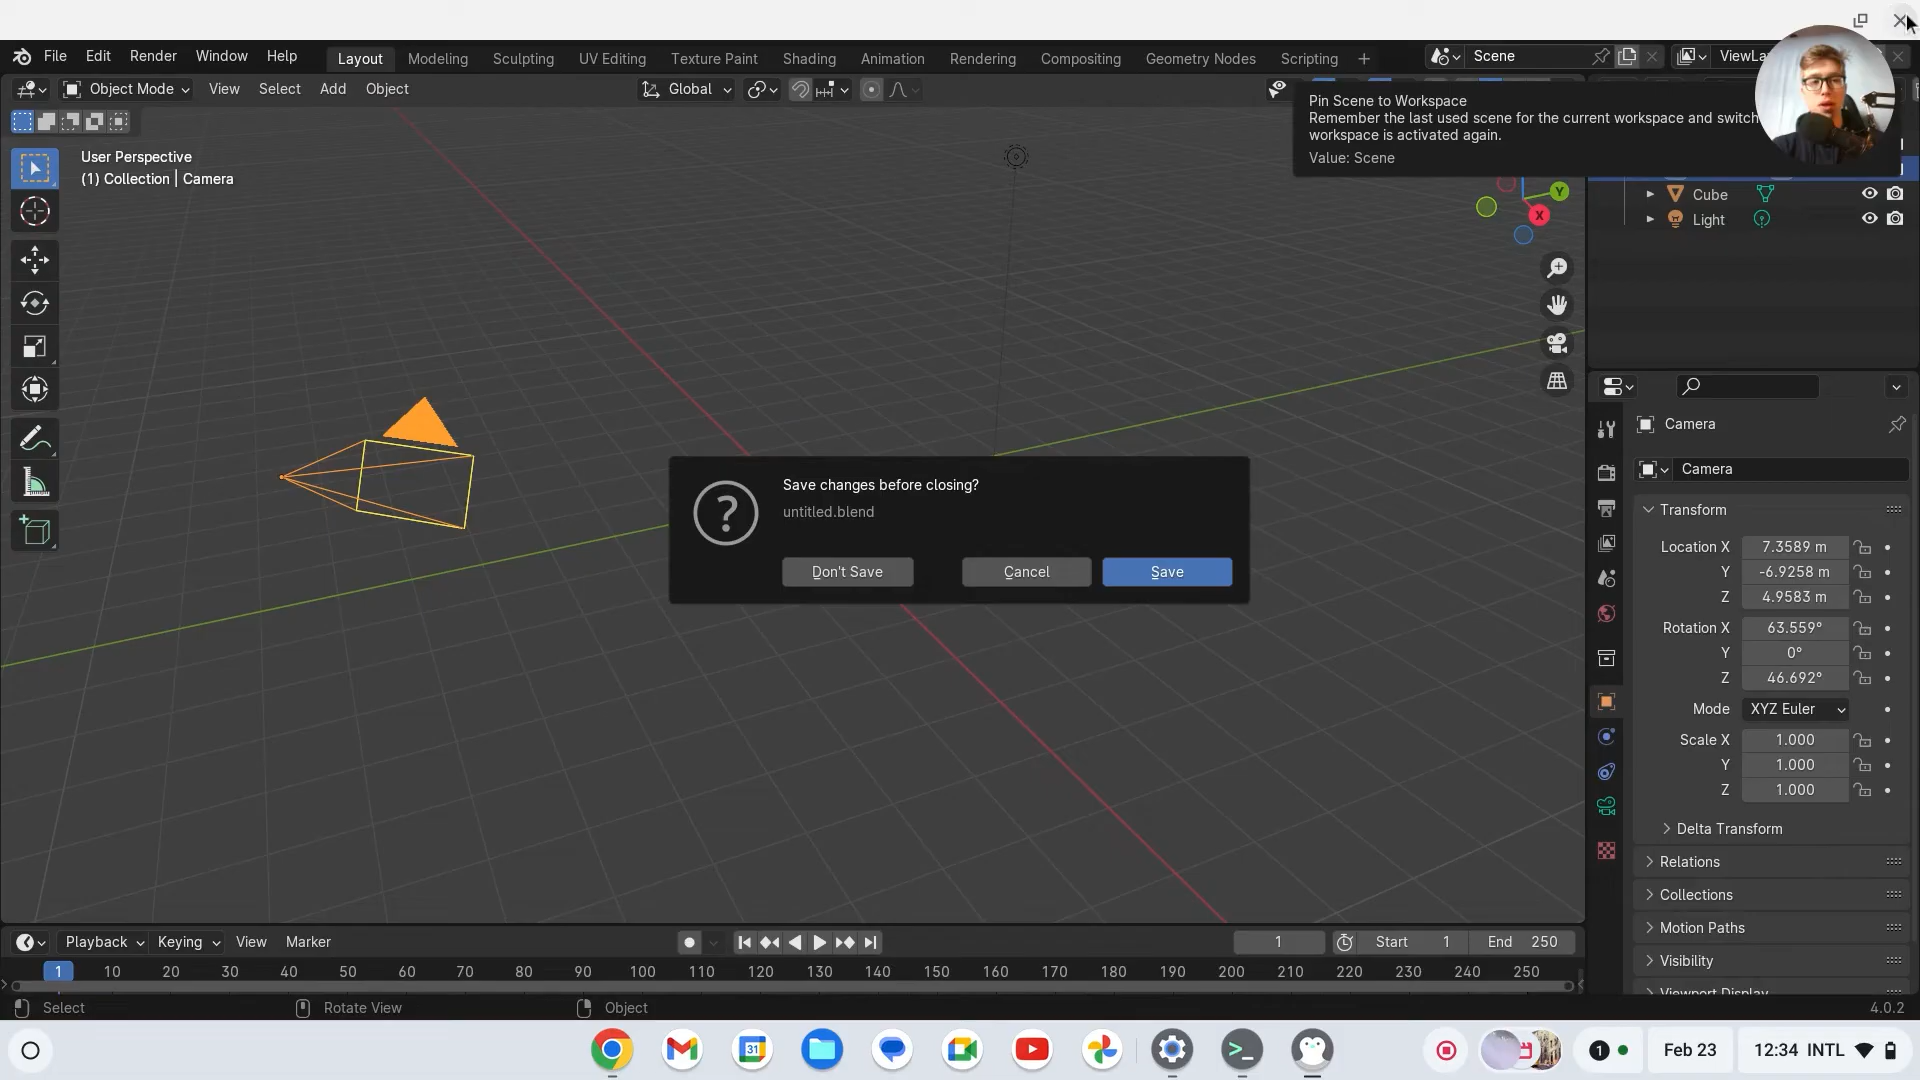 File Edit Render Window Help
Layout Modeling Sculpting UV Editing Texture Paint Shading Animation Rendering Compositing Geometry Nodes Scripting +
Scene
Object Mode View Select Add Object
Global
Pin Scene to Workspace
Remember the last used scene for the current workspace and switch
workspace is activated again.
Value: Scene
User Perspective
(1) Collection | Camera
Y
X
Cube
Light
Camera
Camera
Transform
Location X 7.3589 m
Y -6.9258 m
Z 4.9583 m
Rotation X 63.559°
Y 0°
Z 46.692°
Mode XYZ Euler
Scale X 1.000
Y 1.000
Z 1.000
Delta Transform
Relations
Collections
Motion Paths
Visibility
Viewport Display
Save changes before closing?
untitled.blend
Don't Save Cancel Save
Playback Keying View Marker
1 Start 1 End 250
1 10 20 30 40 50 60 70 80 90 100 110 120 130 140 150 160 170 180 190 200 210 220 230 240 250
Select Rotate View Object 4.0.2
31
1 Feb 23 12:34 INTL